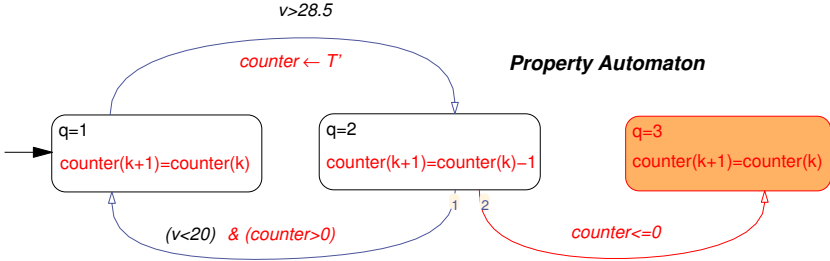 v>28.5
counter ← T'
Property Automaton
q=1
counter(k+1)=counter(k)
q=2
counter(k+1)=counter(k)−1
q=3
counter(k+1)=counter(k)
1
2
(v<20) & (counter>0)
counter<=0